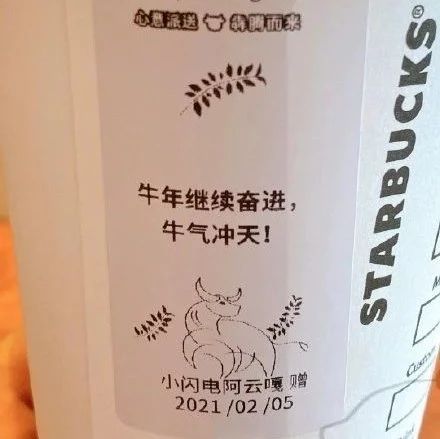 心意派送 犇腾而来
牛年继续奋进，
牛气冲天！
小闪电阿云嘎 赠
2021/02/05
STARBUCKS®